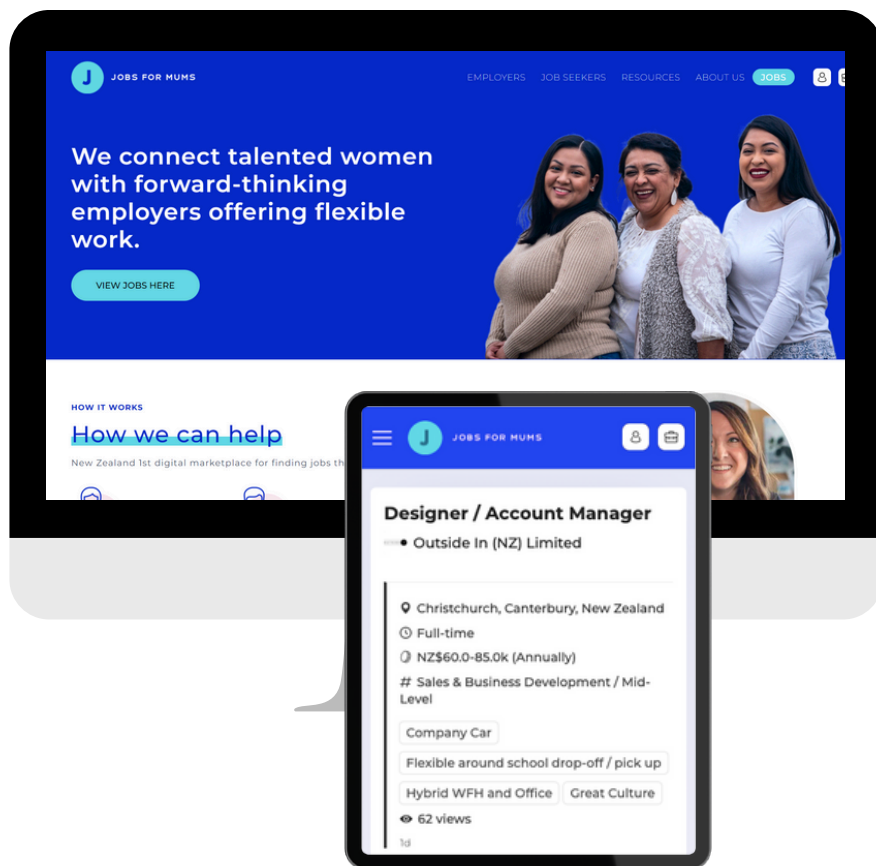 J JOBS FOR MUMS
EMPLOYERS JOB SEEKERS RESOURCES ABOUT US JOBS
We connect talented women
with forward-thinking
employers offering flexible
work.
VIEW JOBS HERE
HOW IT WORKS
How we can help
New Zealand 1st digital marketplace for finding jobs
J JOBS FOR MUMS
Designer / Account Manager
Outside In (NZ) Limited
Christchurch, Canterbury, New Zealand
Full-time
NZ$60.0-85.0k (Annually)
# Sales & Business Development / Mid-
Level
Company Car
Flexible around school drop-off / pick up
Hybrid WFH and Office Great Culture
62 views
1d